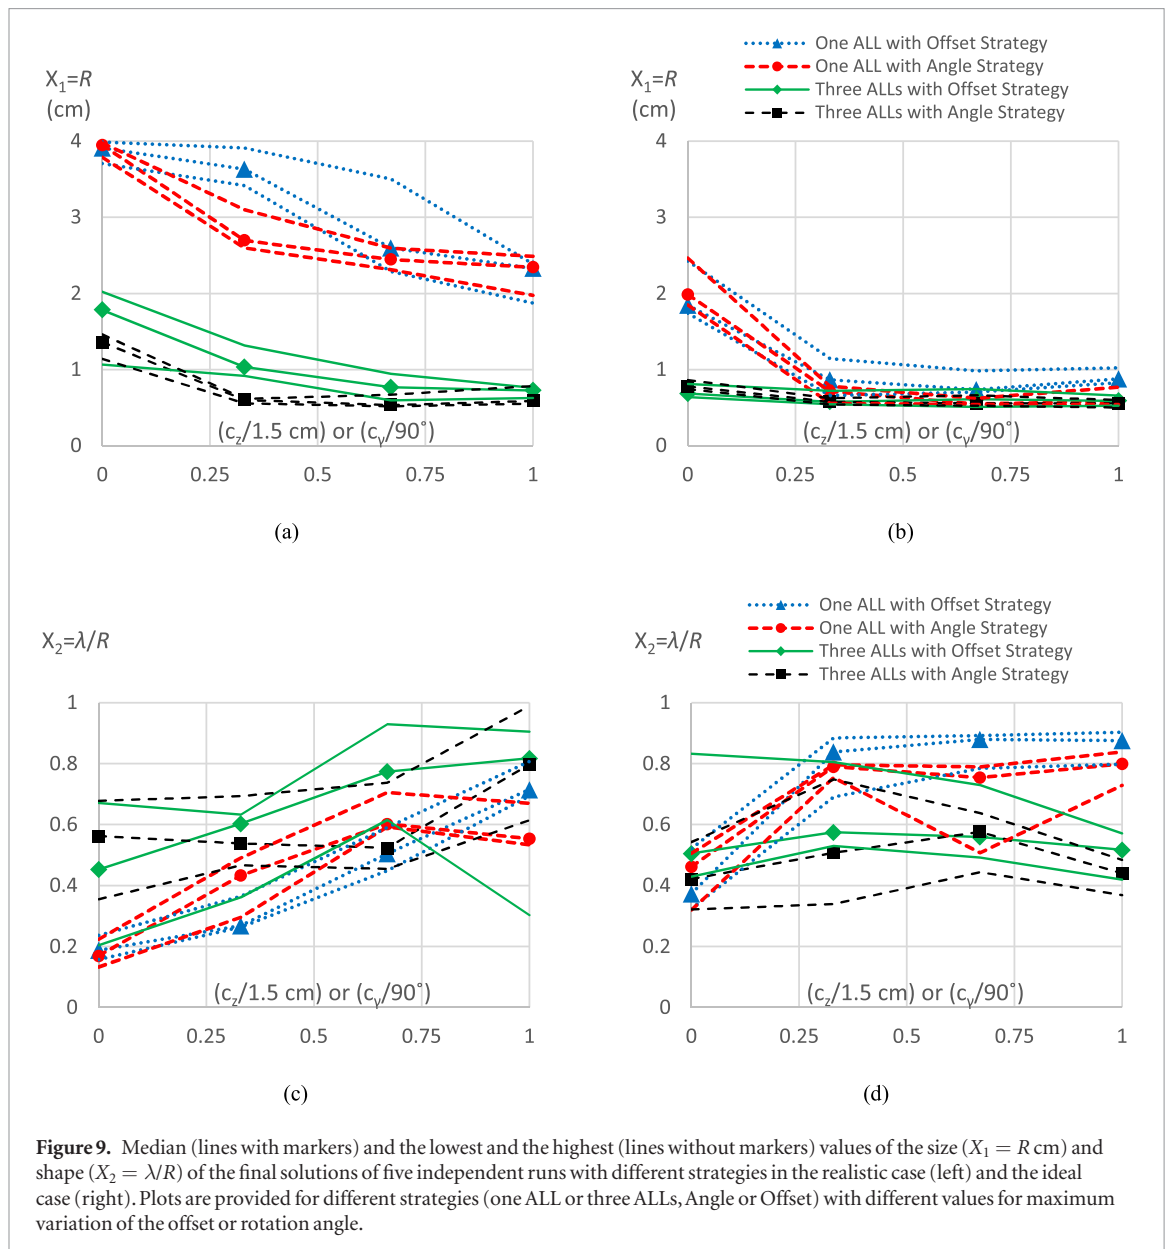 X₁=R
(cm)
4
3
2
1
0
0
0.25
0.5
0.75
1
(c_z/1.5 cm) or (c_γ/90˚)
(a)
One ALL with Offset Strategy
One ALL with Angle Strategy
Three ALLs with Offset Strategy
Three ALLs with Angle Strategy
X₁=R
(cm)
4
3
2
1
0
0
0.25
0.5
0.75
1
(c_z/1.5 cm) or (c_γ/90˚)
(b)
X₂=λ/R
1
0.8
0.6
0.4
0.2
0
0
0.25
0.5
0.75
1
(c_z/1.5 cm) or (c_γ/90˚)
(c)
One ALL with Offset Strategy
One ALL with Angle Strategy
Three ALLs with Offset Strategy
Three ALLs with Angle Strategy
X₂=λ/R
1
0.8
0.6
0.4
0.2
0
0
0.25
0.5
0.75
1
(c_z/1.5 cm) or (c_γ/90˚)
(d)
Figure 9. Median (lines with markers) and the lowest and the highest (lines without markers) values of the size (X₁ = R cm) and
shape (X₂ = λ/R) of the final solutions of five independent runs with different strategies in the realistic case (left) and the ideal
case (right). Plots are provided for different strategies (one ALL or three ALLs, Angle or Offset) with different values for maximum
variation of the offset or rotation angle.